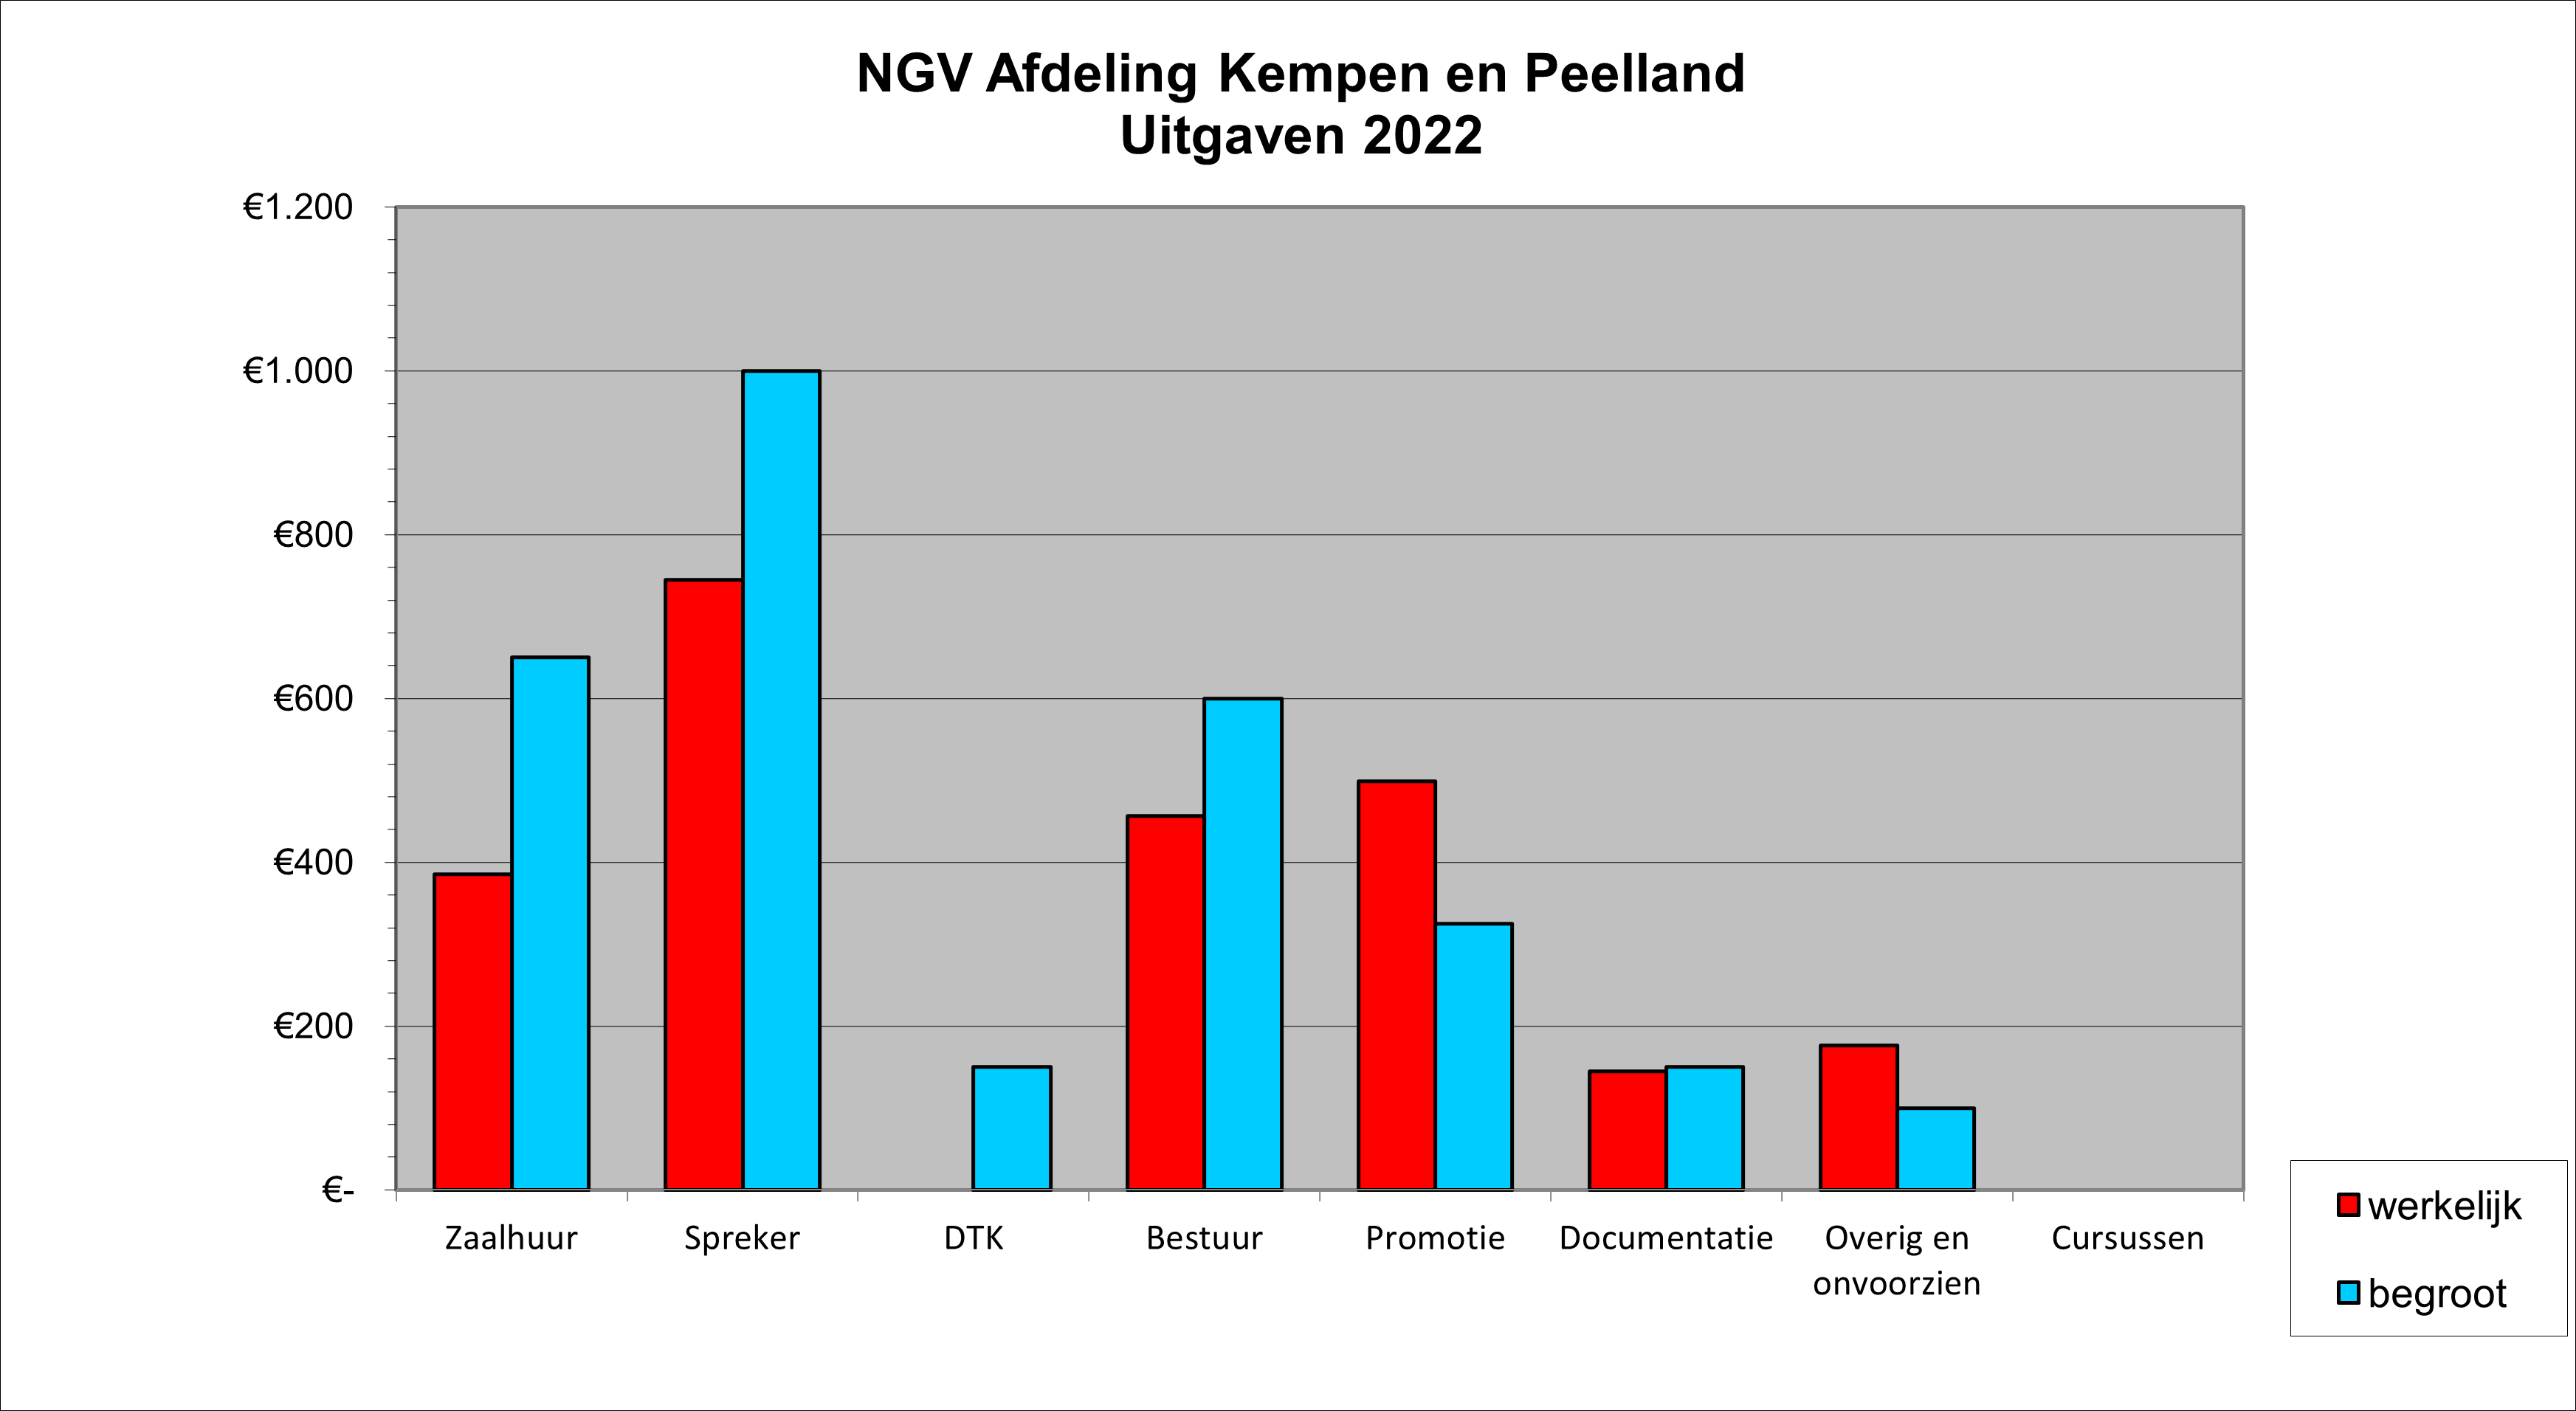 NGV Afdeling Kempen en Peelland
Uitgaven 2022
€1.200
€1.000
€800
€600
€400
€200
€-
Zaalhuur
Spreker
DTK
Bestuur
Promotie
Documentatie
Overig en
onvoorzien
Cursussen
werkelijk
begroot